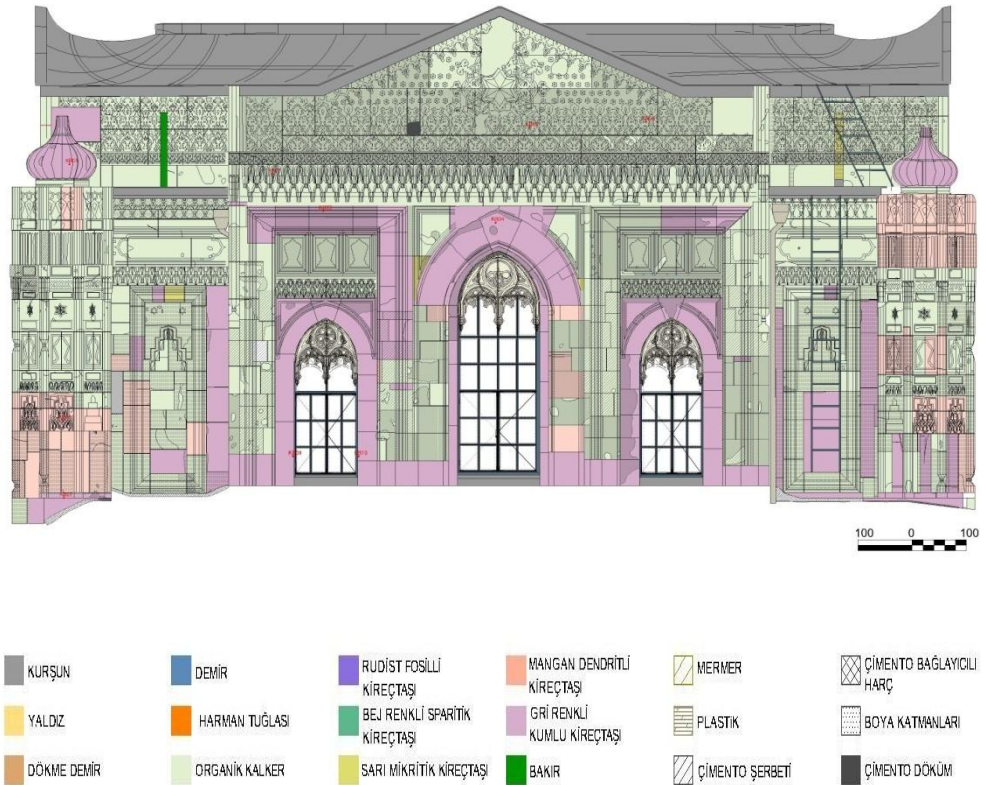 100 0 100
KURŞUN
DEMİR
RUDİST FOSİLLİ
KİREÇTAŞI
MANGAN DENDRİTLİ
KİREÇTAŞI
MERMER
ÇİMENTO BAĞLAYICILI
HARÇ
YALDIZ
HARMAN TUĞLASI
BEJ RENKLİ SPARİTİK
KİREÇTAŞI
GRİ RENKLİ
KUMLU KİREÇTAŞI
PLASTİK
BOYA KATMANLARI
DÖKME DEMİR
ORGANİK KALKER
SARI MİKRİTİK KİREÇTAŞI
BAKIR
ÇİMENTO ŞERBETİ
ÇİMENTO DÖKÜM